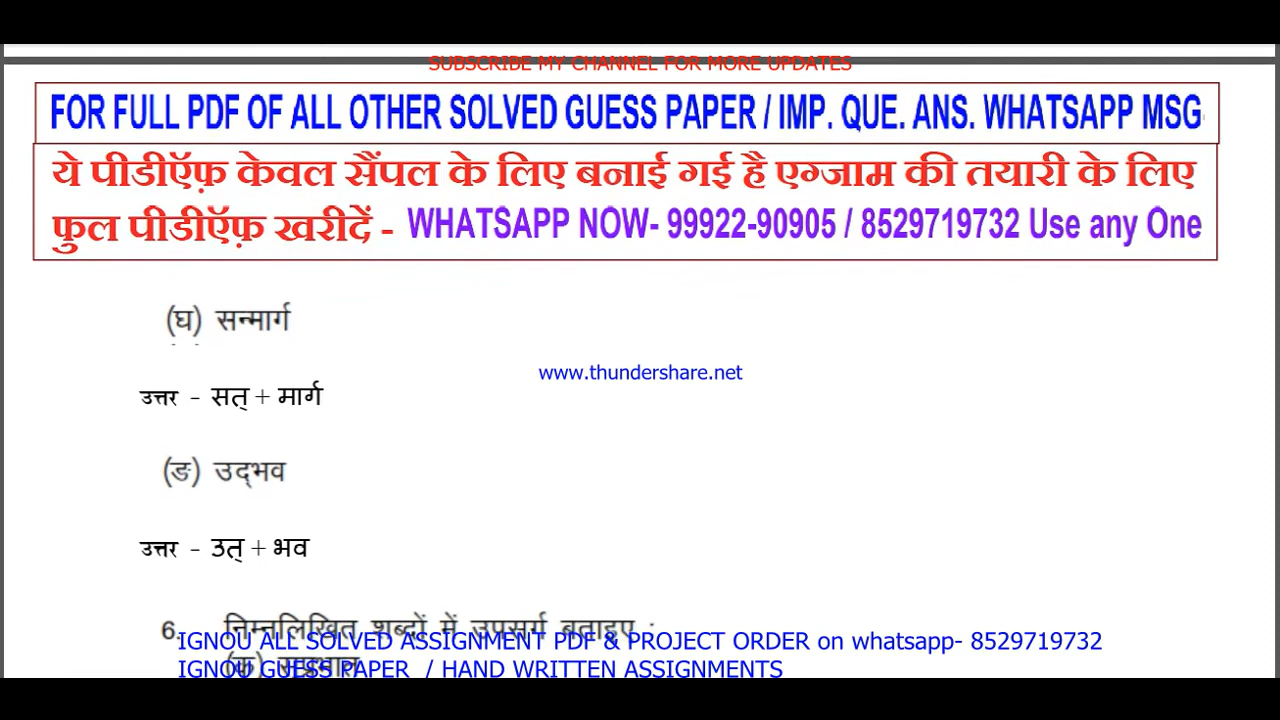 SUBSCRIBE MY CHANNEL FOR MORE UPDATES
FOR FULL PDF OF ALL OTHER SOLVED GUESS PAPER / IMP. QUE. ANS. WHATSAPP MSG
ये पीडीऍफ़ केवल सैंपल के लिए बनाई गई है एग्जाम की तयारी के लिए
फुल पीडीऍफ़ खरीदें - WHATSAPP NOW- 99922-90905 / 8529719732 Use any One
(घ) सन्मार्ग
www.thundershare.net
उत्तर - सत् + मार्ग
(ङ) उद्भव
उत्तर - उत् + भव
6. निम्नलिखित शब्दों में उपसर्ग बताइए :
IGNOU ALL SOLVED ASSIGNMENT PDF & PROJECT ORDER on whatsapp- 8529719732
(क)
IGNOU GUESS PAPER / HAND WRITTEN ASSIGNMENTS